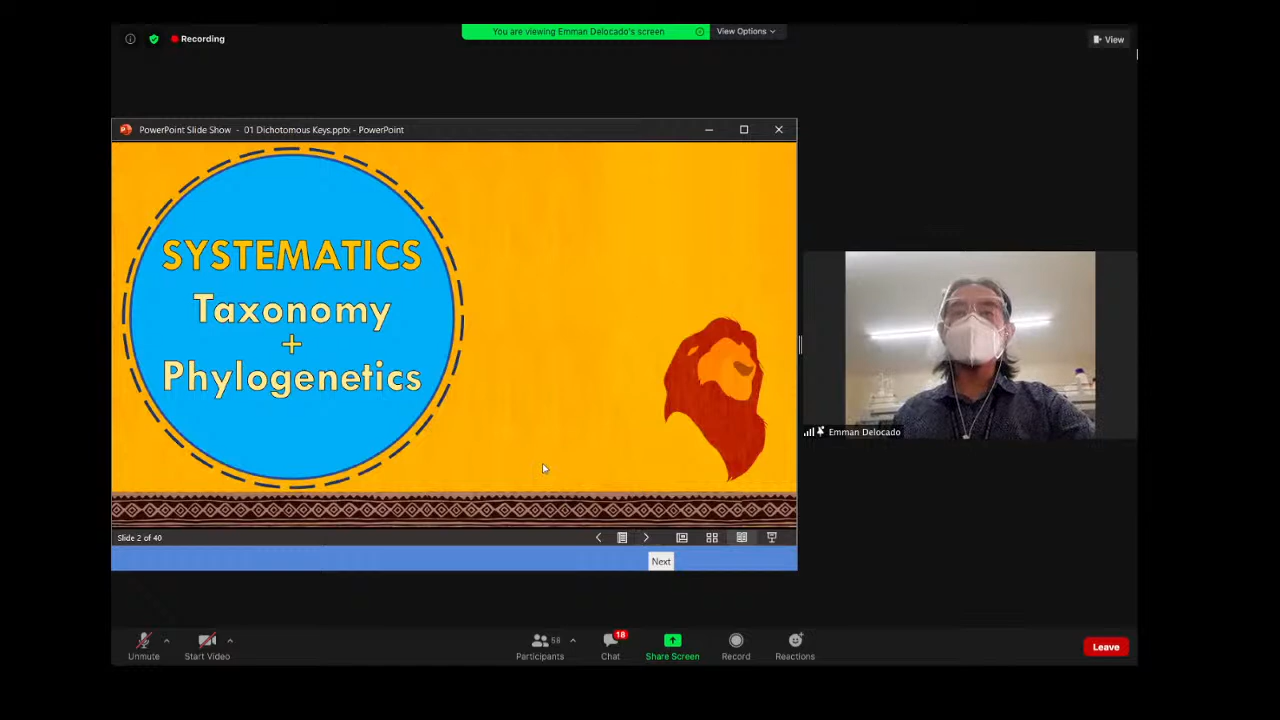 You are viewing Emman Delocado's screen
View Options
Recording
View
PowerPoint Slide Show - 01 Dichotomous Keys.pptx - PowerPoint
SYSTEMATICS
Taxonomy
+
Phylogenetics
Emman Delocado
Slide 2 of 40
Next
58
18
Unmute
Start Video
Participants
Chat
Share Screen
Record
Reactions
Leave